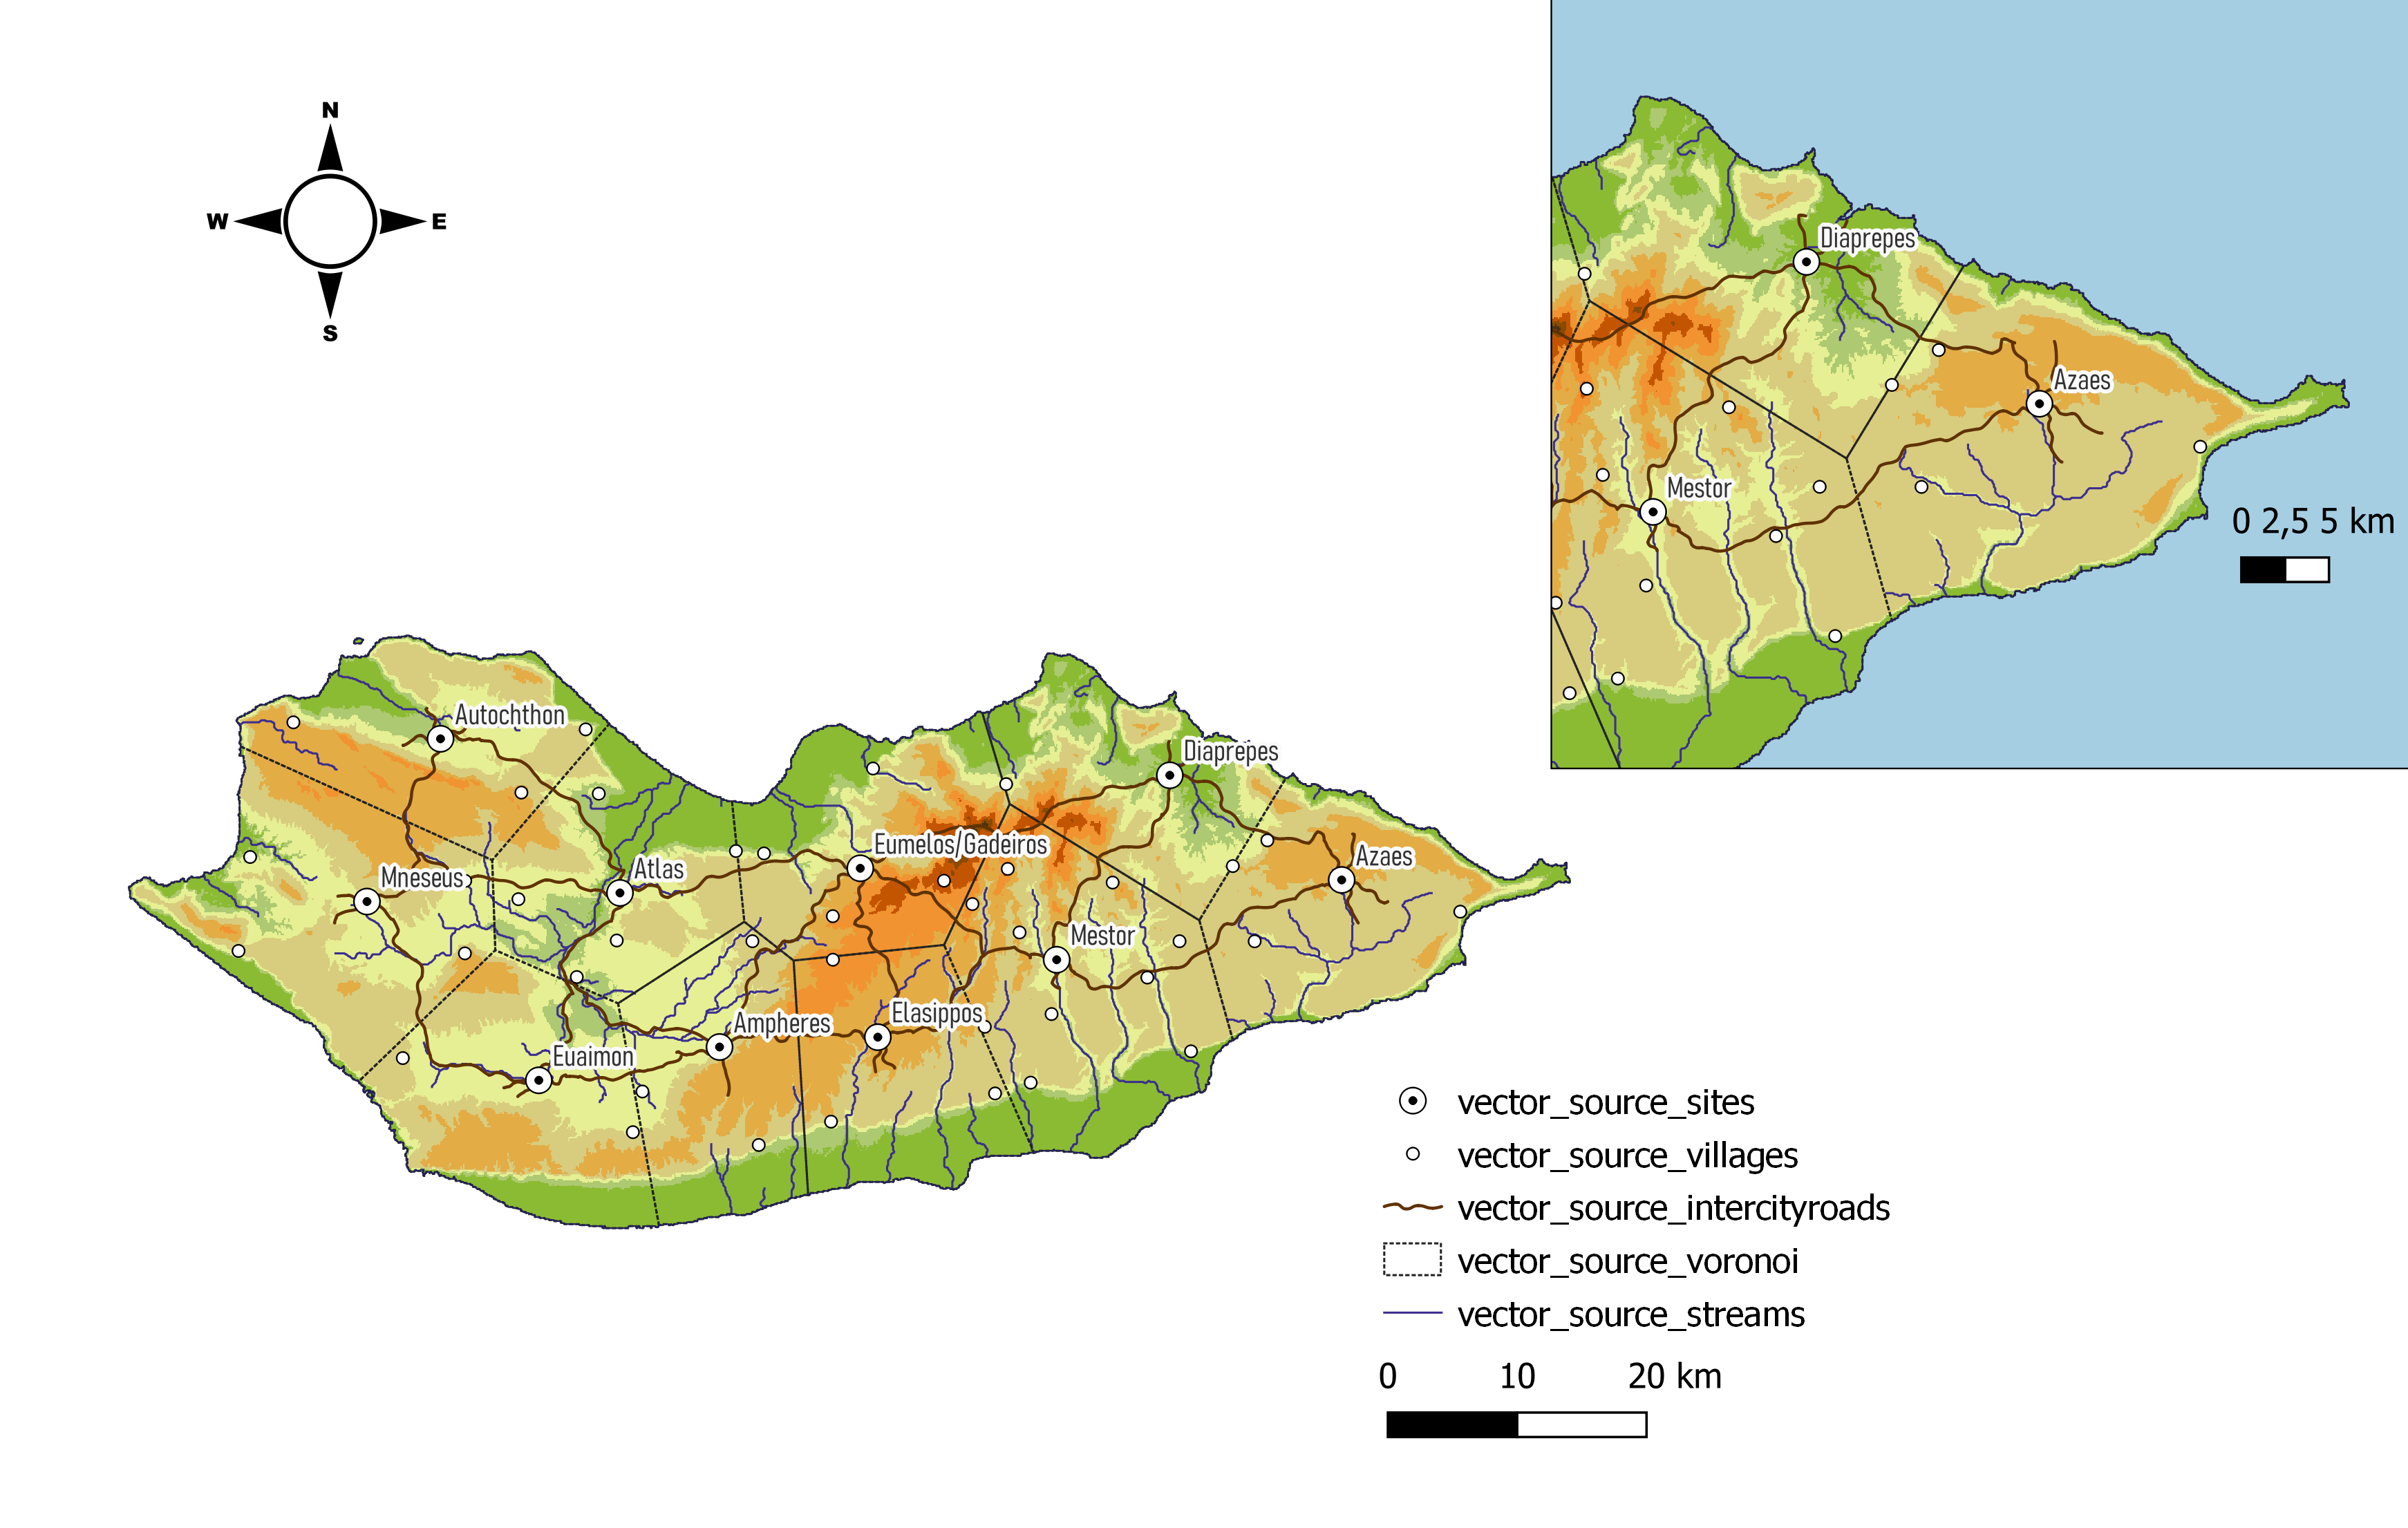 N
W E
S
Diaprepes
Azaes
Mestor
0 2,5 5 km
Autochthon
Diaprepes
Eumelos/Gadeiros
Azaes
Atlas
Mneseus
Mestor
Elasippos
Ampheres
Euaimon
vector_source_sites
vector_source_villages
vector_source_intercityroads
vector_source_voronoi
vector_source_streams
0 10 20 km